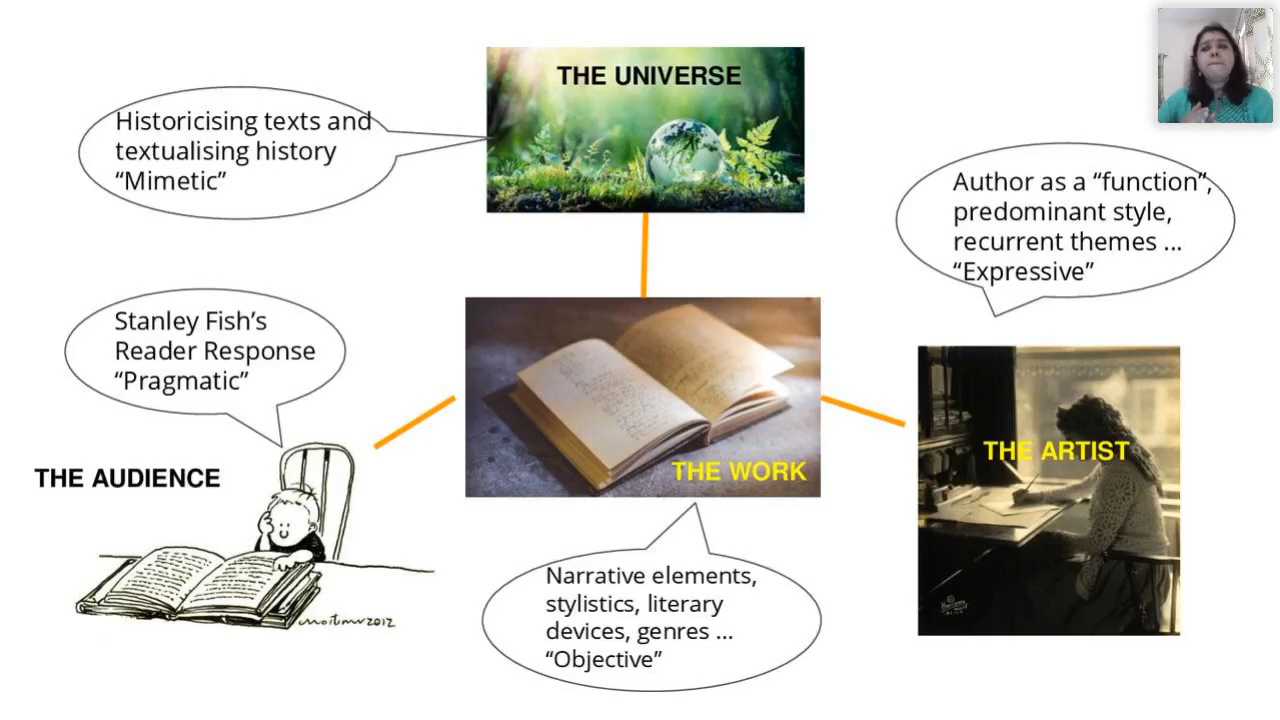 THE UNIVERSE
Historicising texts and
textualising history
“Mimetic”
Author as a “function”,
predominant style,
recurrent themes ...
“Expressive”
Stanley Fish’s
Reader Response
“Pragmatic”
THE AUDIENCE
THE WORK
THE ARTIST
Narrative elements,
stylistics, literary
devices, genres ...
“Objective”